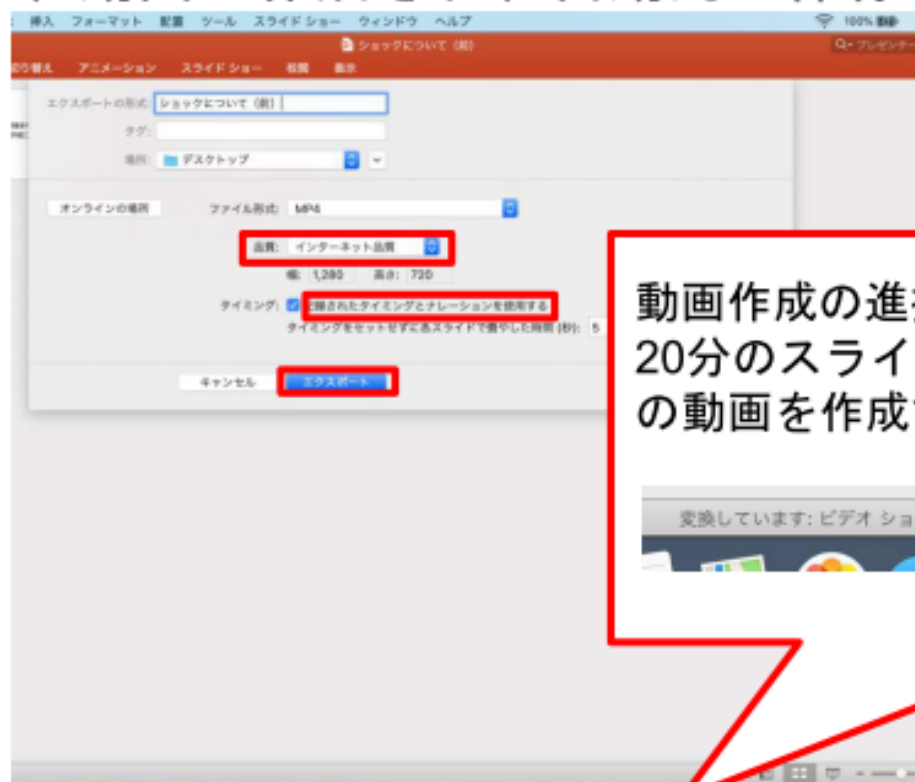 挿入 フォーマット 配置 ツール スライドショー ウィンドウ ヘルプ 100%
ショックについて (前)
切り替え アニメーション スライドショー 校閲 表示
エクスポートの形式: ショックについて (前)
タグ:
場所: デスクトップ
オンラインの場所 ファイル形式: MP4
品質: インターネット品質
幅: 1,280 高さ: 720
タイミング: 記録されたタイミングとナレーションを使用する
タイミングをセットせずに各スライドで費やした時間 (秒): 5
キャンセル エクスポート
動画作成の進
20分のスライ
の動画を作成
変換しています: ビデオ ショ